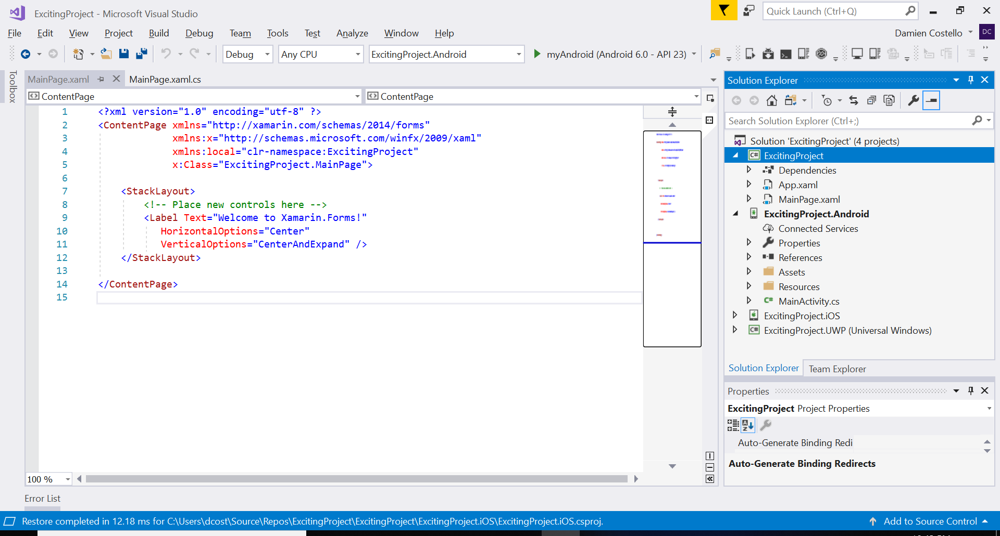 ExcitingProject - Microsoft Visual Studio
Quick Launch (Ctrl+Q)
File Edit View Project Build Debug Team Tools Test Analyze Window Help
Damien Costello DC
Debug Any CPU ExcitingProject.Android myAndroid (Android 6.0 - API 23)
Toolbox
MainPage.xaml MainPage.xaml.cs
ContentPage ContentPage
1 <?xml version="1.0" encoding="utf-8" ?>
2 <ContentPage xmlns="http://xamarin.com/schemas/2014/forms"
3 xmlns:x="http://schemas.microsoft.com/winfx/2009/xaml"
4 xmlns:local="clr-namespace:ExcitingProject"
5 x:Class="ExcitingProject.MainPage">
6
7 <StackLayout>
8 <!-- Place new controls here -->
9 <Label Text="Welcome to Xamarin.Forms!"
10 HorizontalOptions="Center"
11 VerticalOptions="CenterAndExpand" />
12 </StackLayout>
13
14 </ContentPage>
15
100 %
Solution Explorer
Search Solution Explorer (Ctrl+;)
Solution 'ExcitingProject' (4 projects)
C# ExcitingProject
Dependencies
App.xaml
MainPage.xaml
ExcitingProject.Android
Connected Services
Properties
References
Assets
Resources
C# MainActivity.cs
ExcitingProject.iOS
C# ExcitingProject.UWP (Universal Windows)
Solution Explorer Team Explorer
Properties
ExcitingProject Project Properties
Auto-Generate Binding Redi
Auto-Generate Binding Redirects
Error List
Restore completed in 12.18 ms for C:\Users\dcost\Source\Repos\ExcitingProject\ExcitingProject\ExcitingProject.iOS\ExcitingProject.iOS.csproj.
Add to Source Control